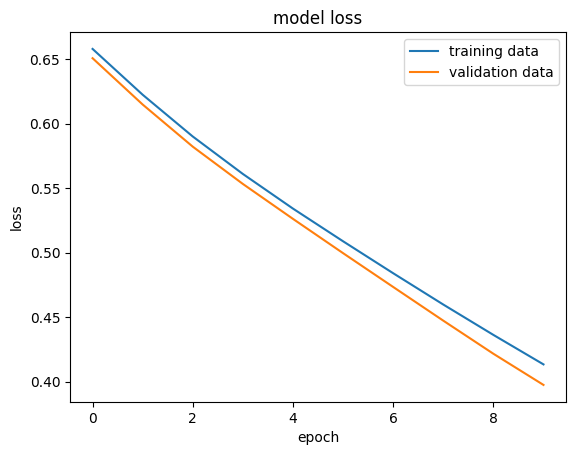 model loss
training data
validation data
0.65
0.60
0.55
0.50
0.45
0.40
loss
0 2 4 6 8
epoch